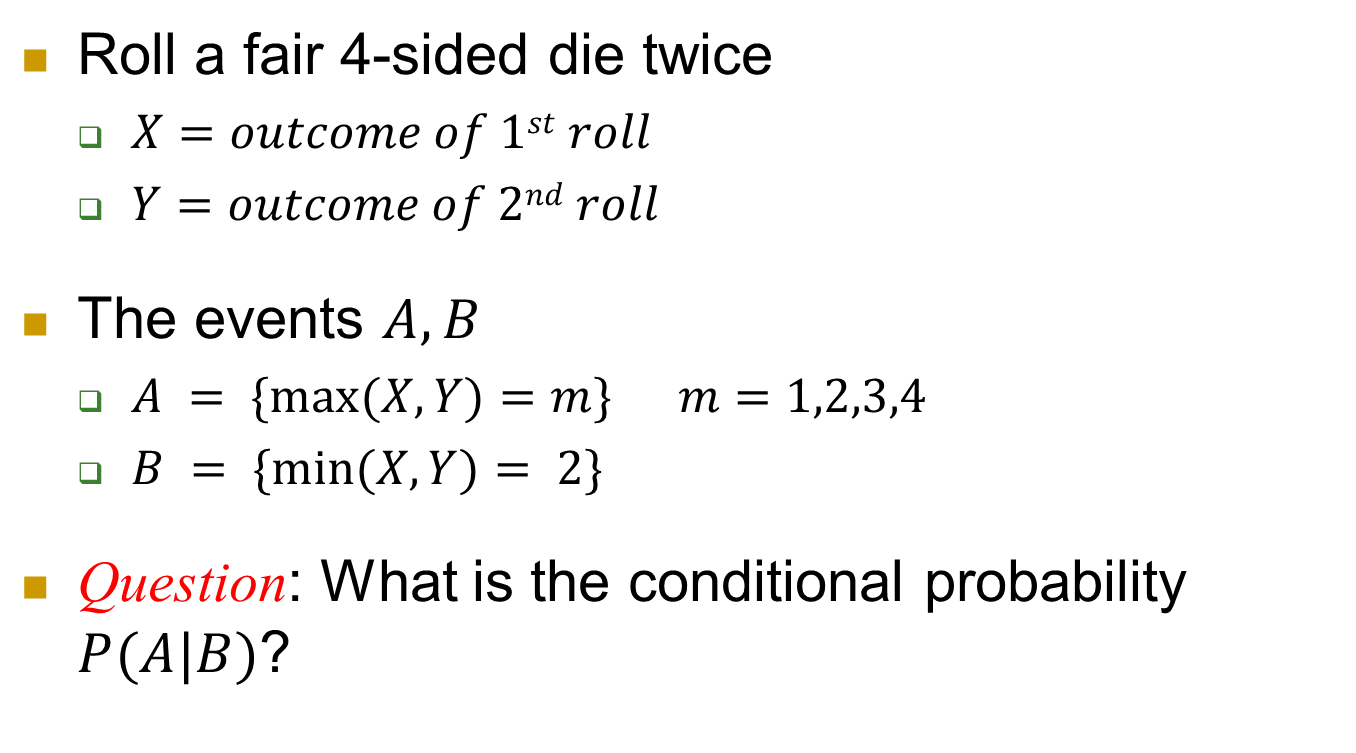 Roll a fair 4-sided die twice
X = outcome of 1st roll
Y = outcome of 2nd roll
The events A, B
A = {max(X, Y) = m} m = 1,2,3,4
B = {min(X, Y) = 2}
Question: What is the conditional probability
P(A|B)?